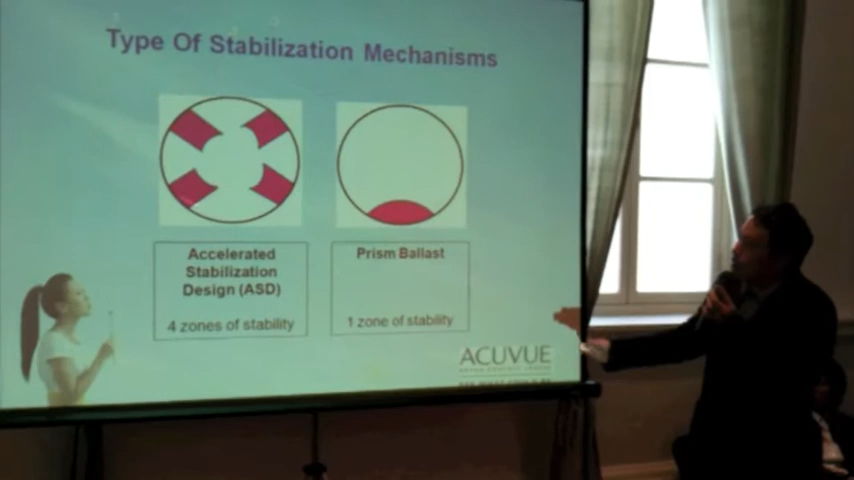 Type Of Stabilization Mechanisms
Accelerated
Stabilization
Design (ASD)
4 zones of stability
Prism Ballast
1 zone of stability
ACUVUE